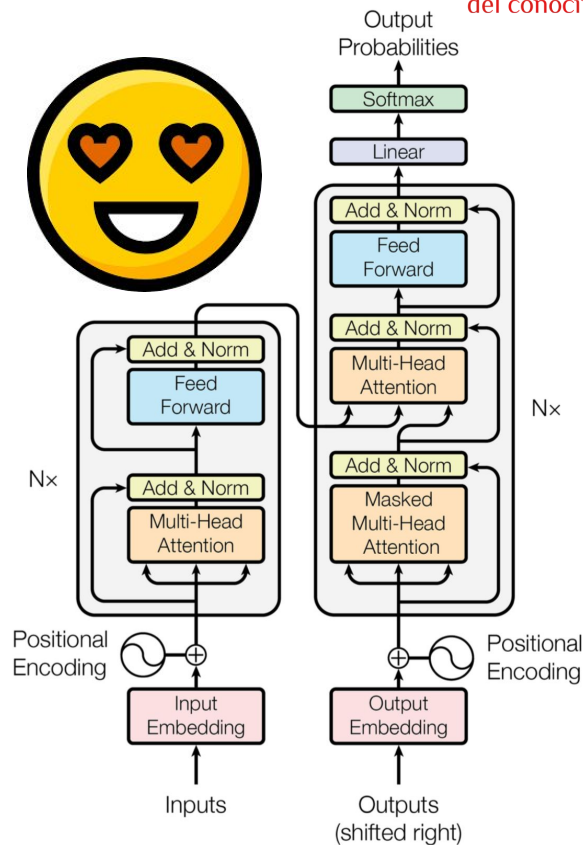 del conoci
Output
Probabilities
Softmax
Linear
Add & Norm
Feed
Forward
Add & Norm
Multi-Head
Attention
Nx
Add & Norm
Masked
Multi-Head
Attention
Add & Norm
Feed
Forward
Nx
Add & Norm
Multi-Head
Attention
Positional
Encoding
Positional
Encoding
Input
Embedding
Output
Embedding
Inputs
Outputs
(shifted right)